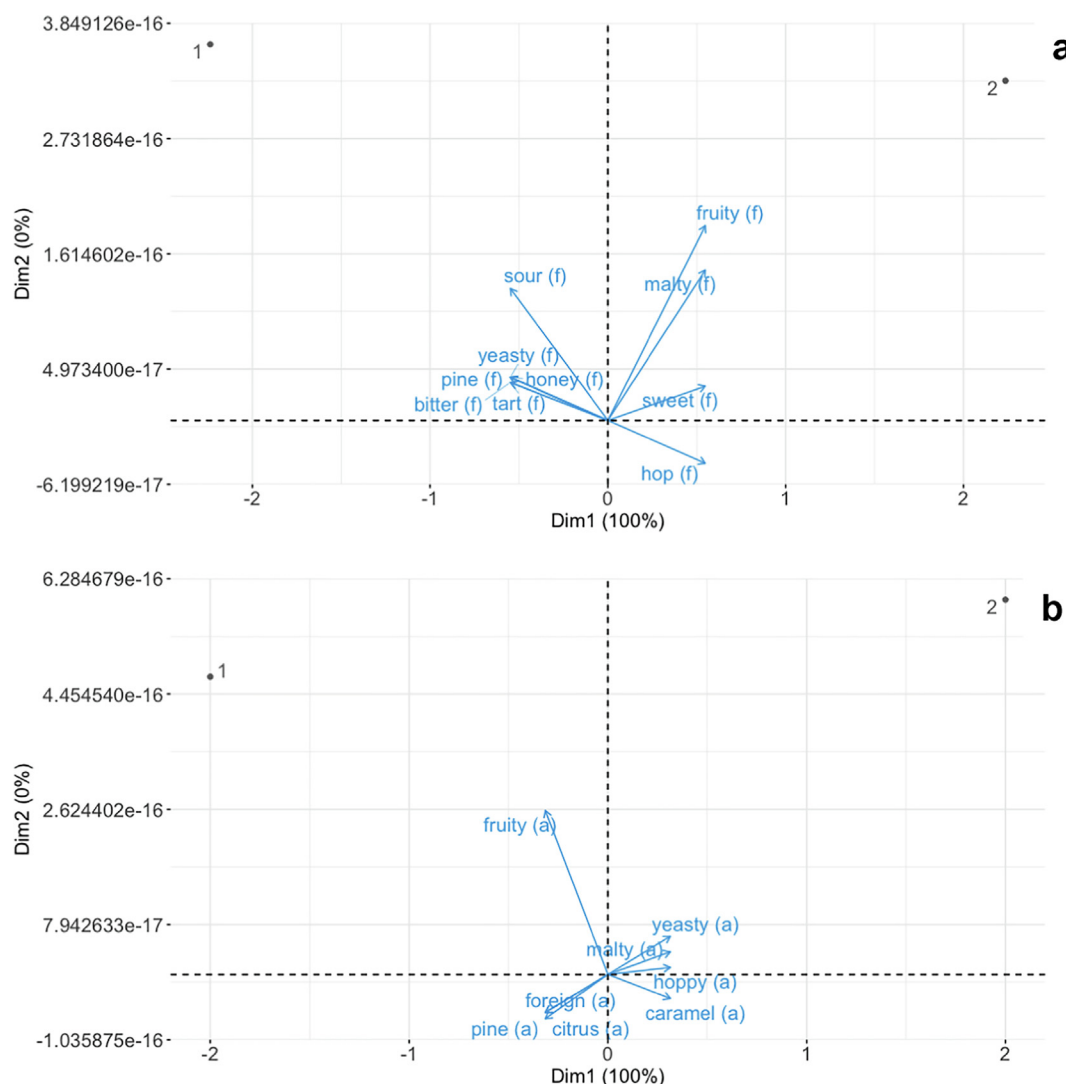 3.849126e-16
a
1
2
2.731864e-16
fruity (f)
1.614602e-16
sour (f)
malty (f)
Dim2 (0%)
yeasty (f)
4.973400e-17
pine (f) honey (f)
bitter (f) tart (f) sweet (f)
hop (f)
-6.199219e-17
-2 -1 0 1 2
Dim1 (100%)
6.284679e-16
2
b
1
4.454540e-16
2.624402e-16
fruity (a)
Dim2 (0%)
7.942633e-17
yeasty (a)
malty (a)
hoppy (a)
foreign (a)
caramel (a)
pine (a) citrus (a)
-1.035875e-16
-2 -1 0 1 2
Dim1 (100%)